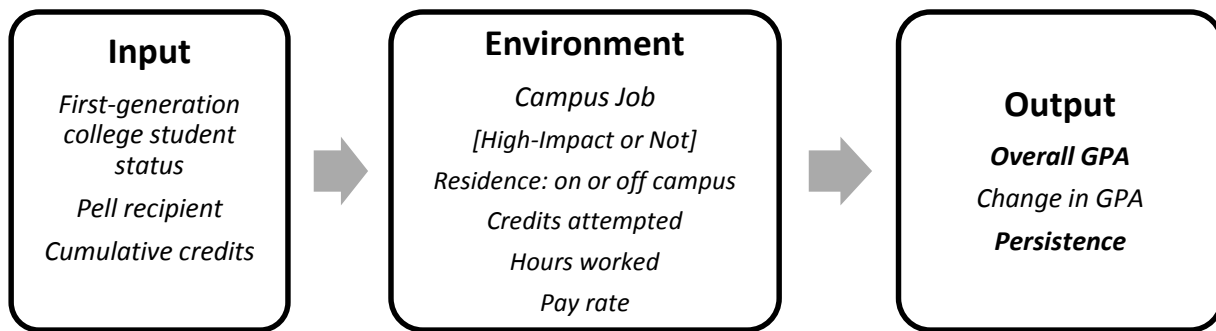 Input
First-generation
college student
status
Pell recipient
Cumulative credits
Environment
Campus Job
[High-Impact or Not]
Residence: on or off campus
Credits attempted
Hours worked
Pay rate
Output
Overall GPA
Change in GPA
Persistence